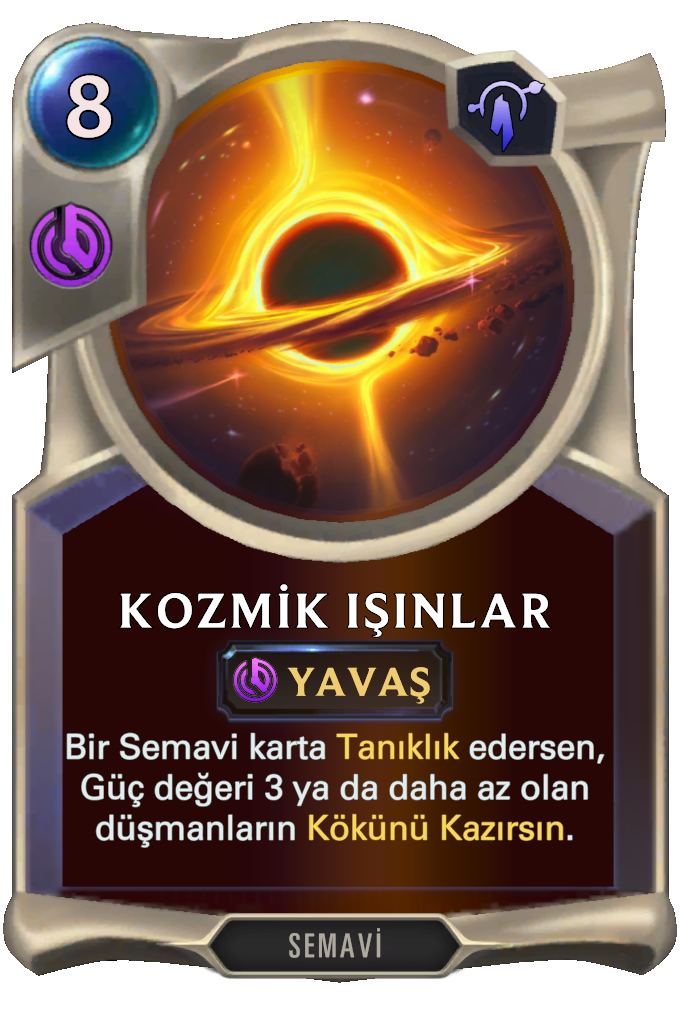 8
KOZMİK IŞINLAR
YAVAŞ
Bir Semavi karta Tanıklık edersen,
Güç değeri 3 ya da daha az olan
düşmanların Kökünü Kazırsın.
SEMAVİ